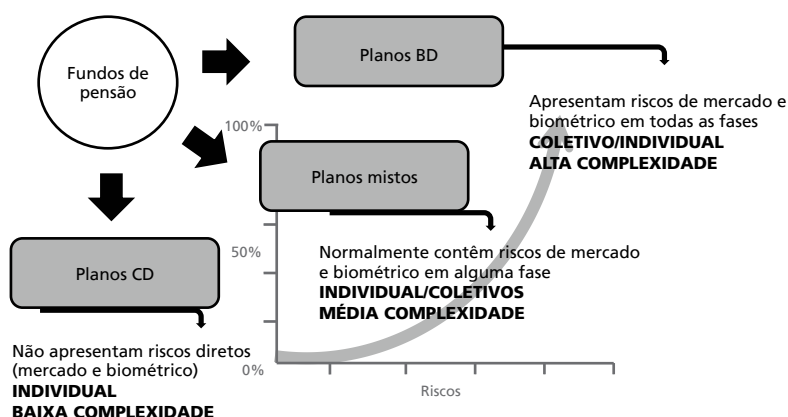 Fundos de
pensão
Planos BD
Apresentam riscos de mercado e
biométrico em todas as fases
COLETIVO/INDIVIDUAL
ALTA COMPLEXIDADE
100%
Planos mistos
50%
Normalmente contêm riscos de mercado
e biométrico em alguma fase
INDIVIDUAL/COLETIVOS
MÉDIA COMPLEXIDADE
Planos CD
Não apresentam riscos diretos
(mercado e biométrico)
INDIVIDUAL
BAIXA COMPLEXIDADE
0%
Riscos